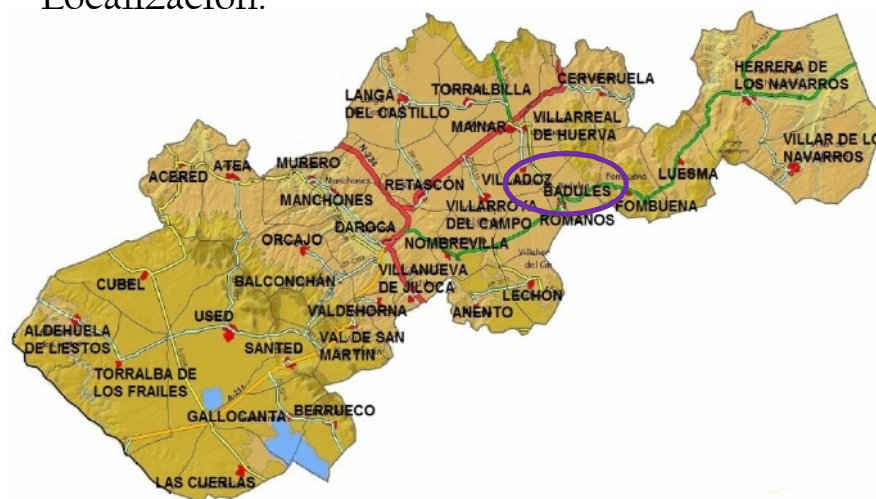 Localización:
HERRERA
DE LOS NAVARROS
CERVERUELA
TORRALBILLA
LANGA
DEL CASTILLO
VILLARREAL
DE HUERVA
MAINAR
VILLAR DE LOS
NAVARROS
MURERO
ATEA
ACERED
N-234
RETASCÓN
VILLADOZ
BADULES
LUESMA
MANCHONES
VILLARROYA
DEL CAMPO
FOMBUENA
ROMANOS
DAROCA
ORCAJO
NOMBREVILLA
VILLANUEVA
DE JILOCA
BALCONCHÁN
CUBEL
LECHÓN
ANENTO
VALDEHORNA
USED
ALDEHUELA
DE LIESTOS
SANTED
VAL DE SAN
MARTÍN
TORRALBA DE
LOS FRAILES
A-211
GALLOCANTA
BERRUECO
LAS CUERLAS